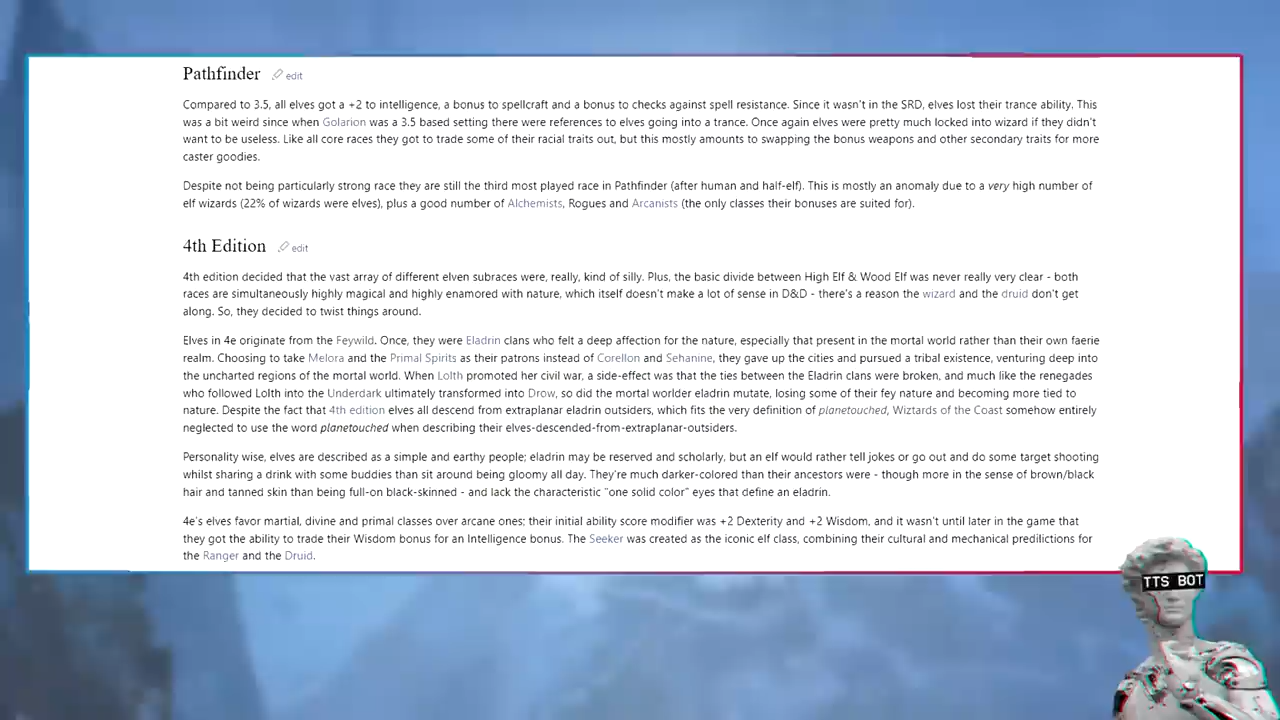 Pathfinder edit
Compared to 3.5, all elves got a +2 to intelligence, a bonus to spellcraft and a bonus to checks against spell resistance. Since it wasn't in the SRD, elves lost their trance ability. This
was a bit weird since when Golarion was a 3.5 based setting there were references to elves going into a trance. Once again elves were pretty much locked into wizard if they didn't
want to be useless. Like all core races they got to trade some of their racial traits out, but this mostly amounts to swapping the bonus weapons and other secondary traits for more
caster goodies.
Despite not being particularly strong race they are still the third most played race in Pathfinder (after human and half-elf). This is mostly an anomaly due to a very high number of
elf wizards (22% of wizards were elves), plus a good number of Alchemists, Rogues and Arcanists (the only classes their bonuses are suited for).
4th Edition edit
4th edition decided that the vast array of different elven subraces were, really, kind of silly. Plus, the basic divide between High Elf & Wood Elf was never really very clear - both
races are simultaneously highly magical and highly enamored with nature, which itself doesn't make a lot of sense in D&D - there's a reason the wizard and the druid don't get
along. So, they decided to twist things around.
Elves in 4e originate from the Feywild. Once, they were Eladrin clans who felt a deep affection for the nature, especially that present in the mortal world rather than their own faerie
realm. Choosing to take Melora and the Primal Spirits as their patrons instead of Corellon and Sehanine, they gave up the cities and pursued a tribal existence, venturing deep into
the uncharted regions of the mortal world. When Lolth promoted her civil war, a side-effect was that the ties between the Eladrin clans were broken, and much like the renegades
who followed Lolth into the Underdark ultimately transformed into Drow, so did the mortal worlder eladrin mutate, losing some of their fey nature and becoming more tied to
nature. Despite the fact that 4th edition elves all descend from extraplanar eladrin outsiders, which fits the very definition of planetouched, Wiztards of the Coast somehow entirely
neglected to use the word planetouched when describing their elves-descended-from-extraplanar-outsiders.
Personality wise, elves are described as a simple and earthy people; eladrin may be reserved and scholarly, but an elf would rather tell jokes or go out and do some target shooting
whilst sharing a drink with some buddies than sit around being gloomy all day. They're much darker-colored than their ancestors were - though more in the sense of brown/black
hair and tanned skin than being full-on black-skinned - and lack the characteristic "one solid color" eyes that define an eladrin.
4e's elves favor martial, divine and primal classes over arcane ones; their initial ability score modifier was +2 Dexterity and +2 Wisdom, and it wasn't until later in the game that
they got the ability to trade their Wisdom bonus for an Intelligence bonus. The Seeker was created as the iconic elf class, combining their cultural and mechanical predilictions for
the Ranger and the Druid.
TTS BOT